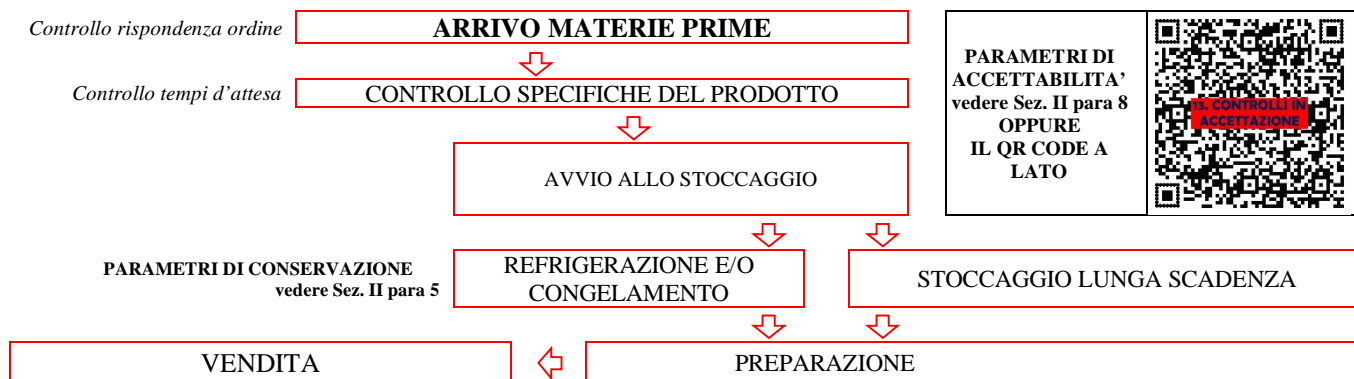 Controllo rispondenza ordine
ARRIVO MATERIE PRIME
Controllo tempi d'attesa
CONTROLLO SPECIFICHE DEL PRODOTTO
PARAMETRI DI
ACCETTABILITA'
vedere Sez. II para 8
OPPURE
IL QR CODE A
LATO
13. CONTROLLI IN
ACCETTAZIONE
AVVIO ALLO STOCCAGGIO
PARAMETRI DI CONSERVAZIONE
vedere Sez. II para 5
REFRIGERAZIONE E/O
CONGELAMENTO
STOCCAGGIO LUNGA SCADENZA
VENDITA
PREPARAZIONE